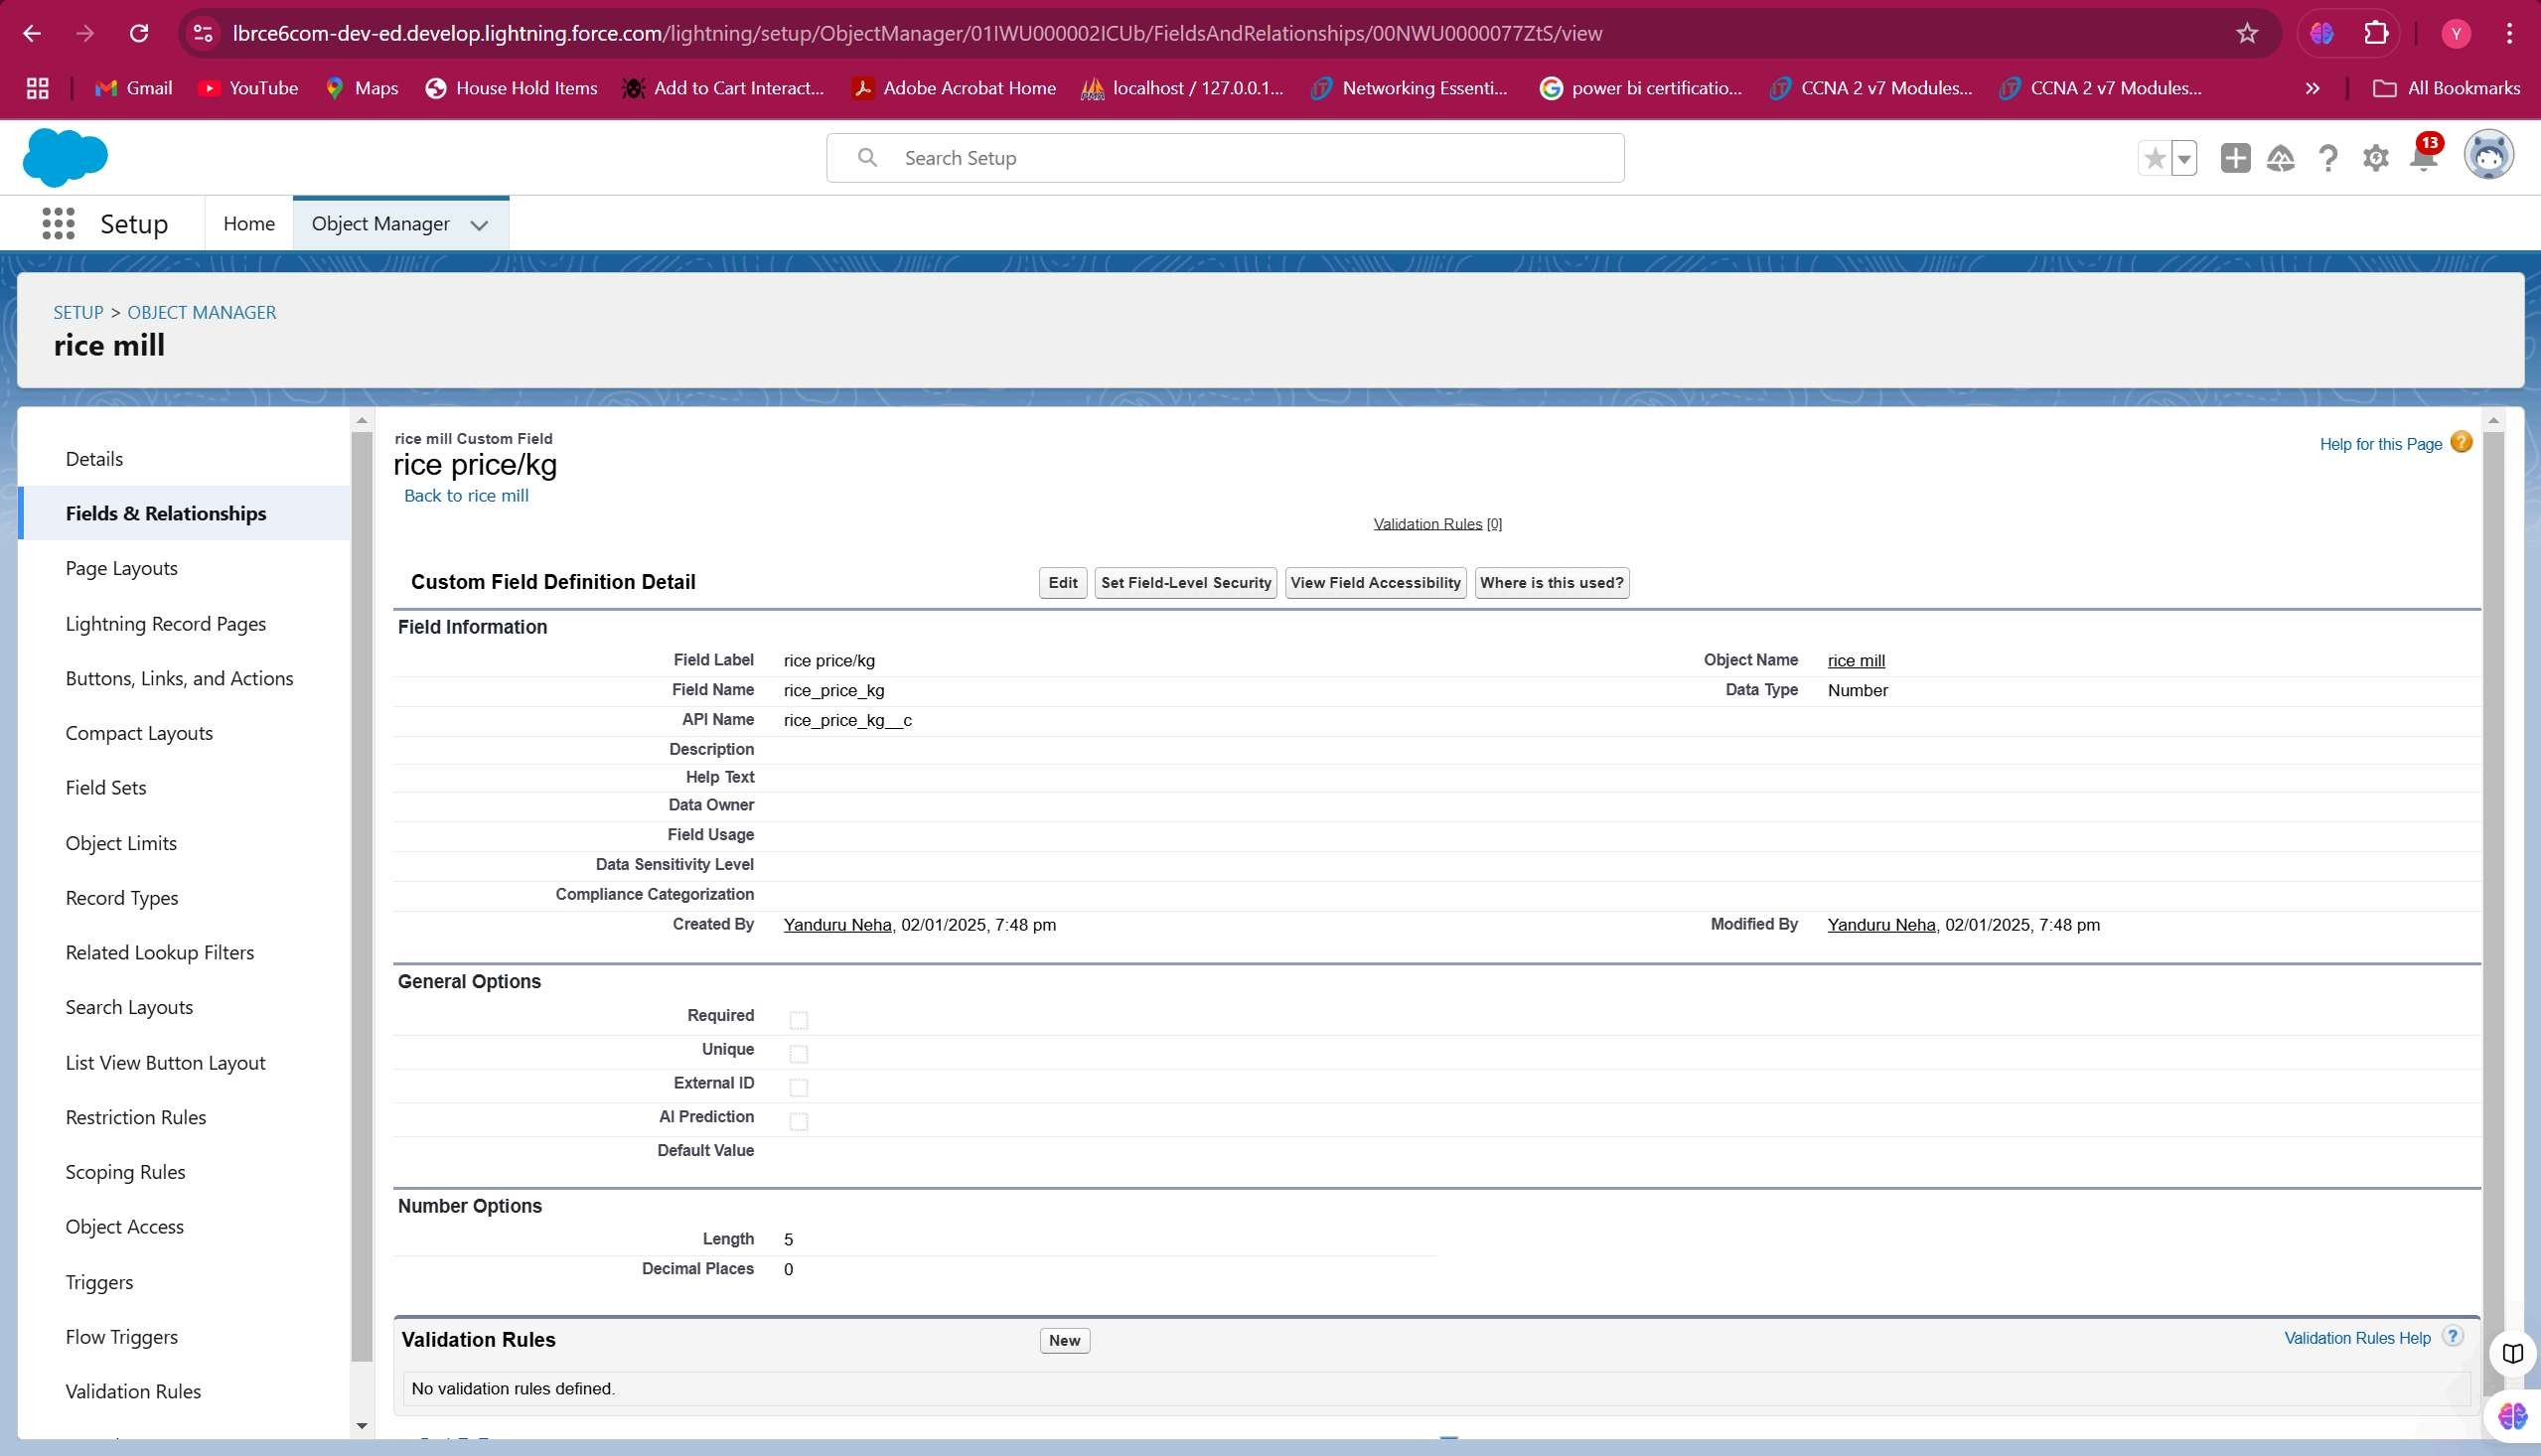 lbrce6com-dev-ed.develop.lightning.force.com/lightning/setup/ObjectManager/01IWU000002ICUb/FieldsAndRelationships/00NWU0000077ZtS/view
Y
Gmail
YouTube
Maps
House Hold Items
Add to Cart Interact...
Adobe Acrobat Home
localhost / 127.0.0.1...
Networking Essenti...
power bi certificatio...
CCNA 2 v7 Modules...
CCNA 2 v7 Modules...
All Bookmarks
Search Setup
13
Setup
Home
Object Manager
SETUP > OBJECT MANAGER
rice mill
Details
Fields & Relationships
Page Layouts
Lightning Record Pages
Buttons, Links, and Actions
Compact Layouts
Field Sets
Object Limits
Record Types
Related Lookup Filters
Search Layouts
List View Button Layout
Restriction Rules
Scoping Rules
Object Access
Triggers
Flow Triggers
Validation Rules
rice mill Custom Field
rice price/kg
Back to rice mill
Help for this Page
Validation Rules [0]
Custom Field Definition Detail
Edit
Set Field-Level Security
View Field Accessibility
Where is this used?
Field Information
Field Label rice price/kg Object Name rice mill
Field Name rice_price_kg Data Type Number
API Name rice_price_kg__c
Description
Help Text
Data Owner
Field Usage
Data Sensitivity Level
Compliance Categorization
Created By Yanduru Neha, 02/01/2025, 7:48 pm Modified By Yanduru Neha, 02/01/2025, 7:48 pm
General Options
Required
Unique
External ID
AI Prediction
Default Value
Number Options
Length 5
Decimal Places 0
Validation Rules
New
Validation Rules Help ?
No validation rules defined.